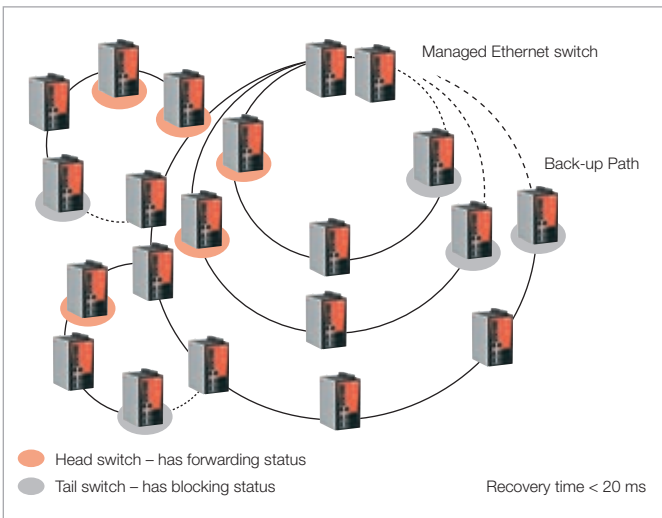 Managed Ethernet switch
Back-up Path
Head switch – has forwarding status
Tail switch – has blocking status
Recovery time < 20 ms